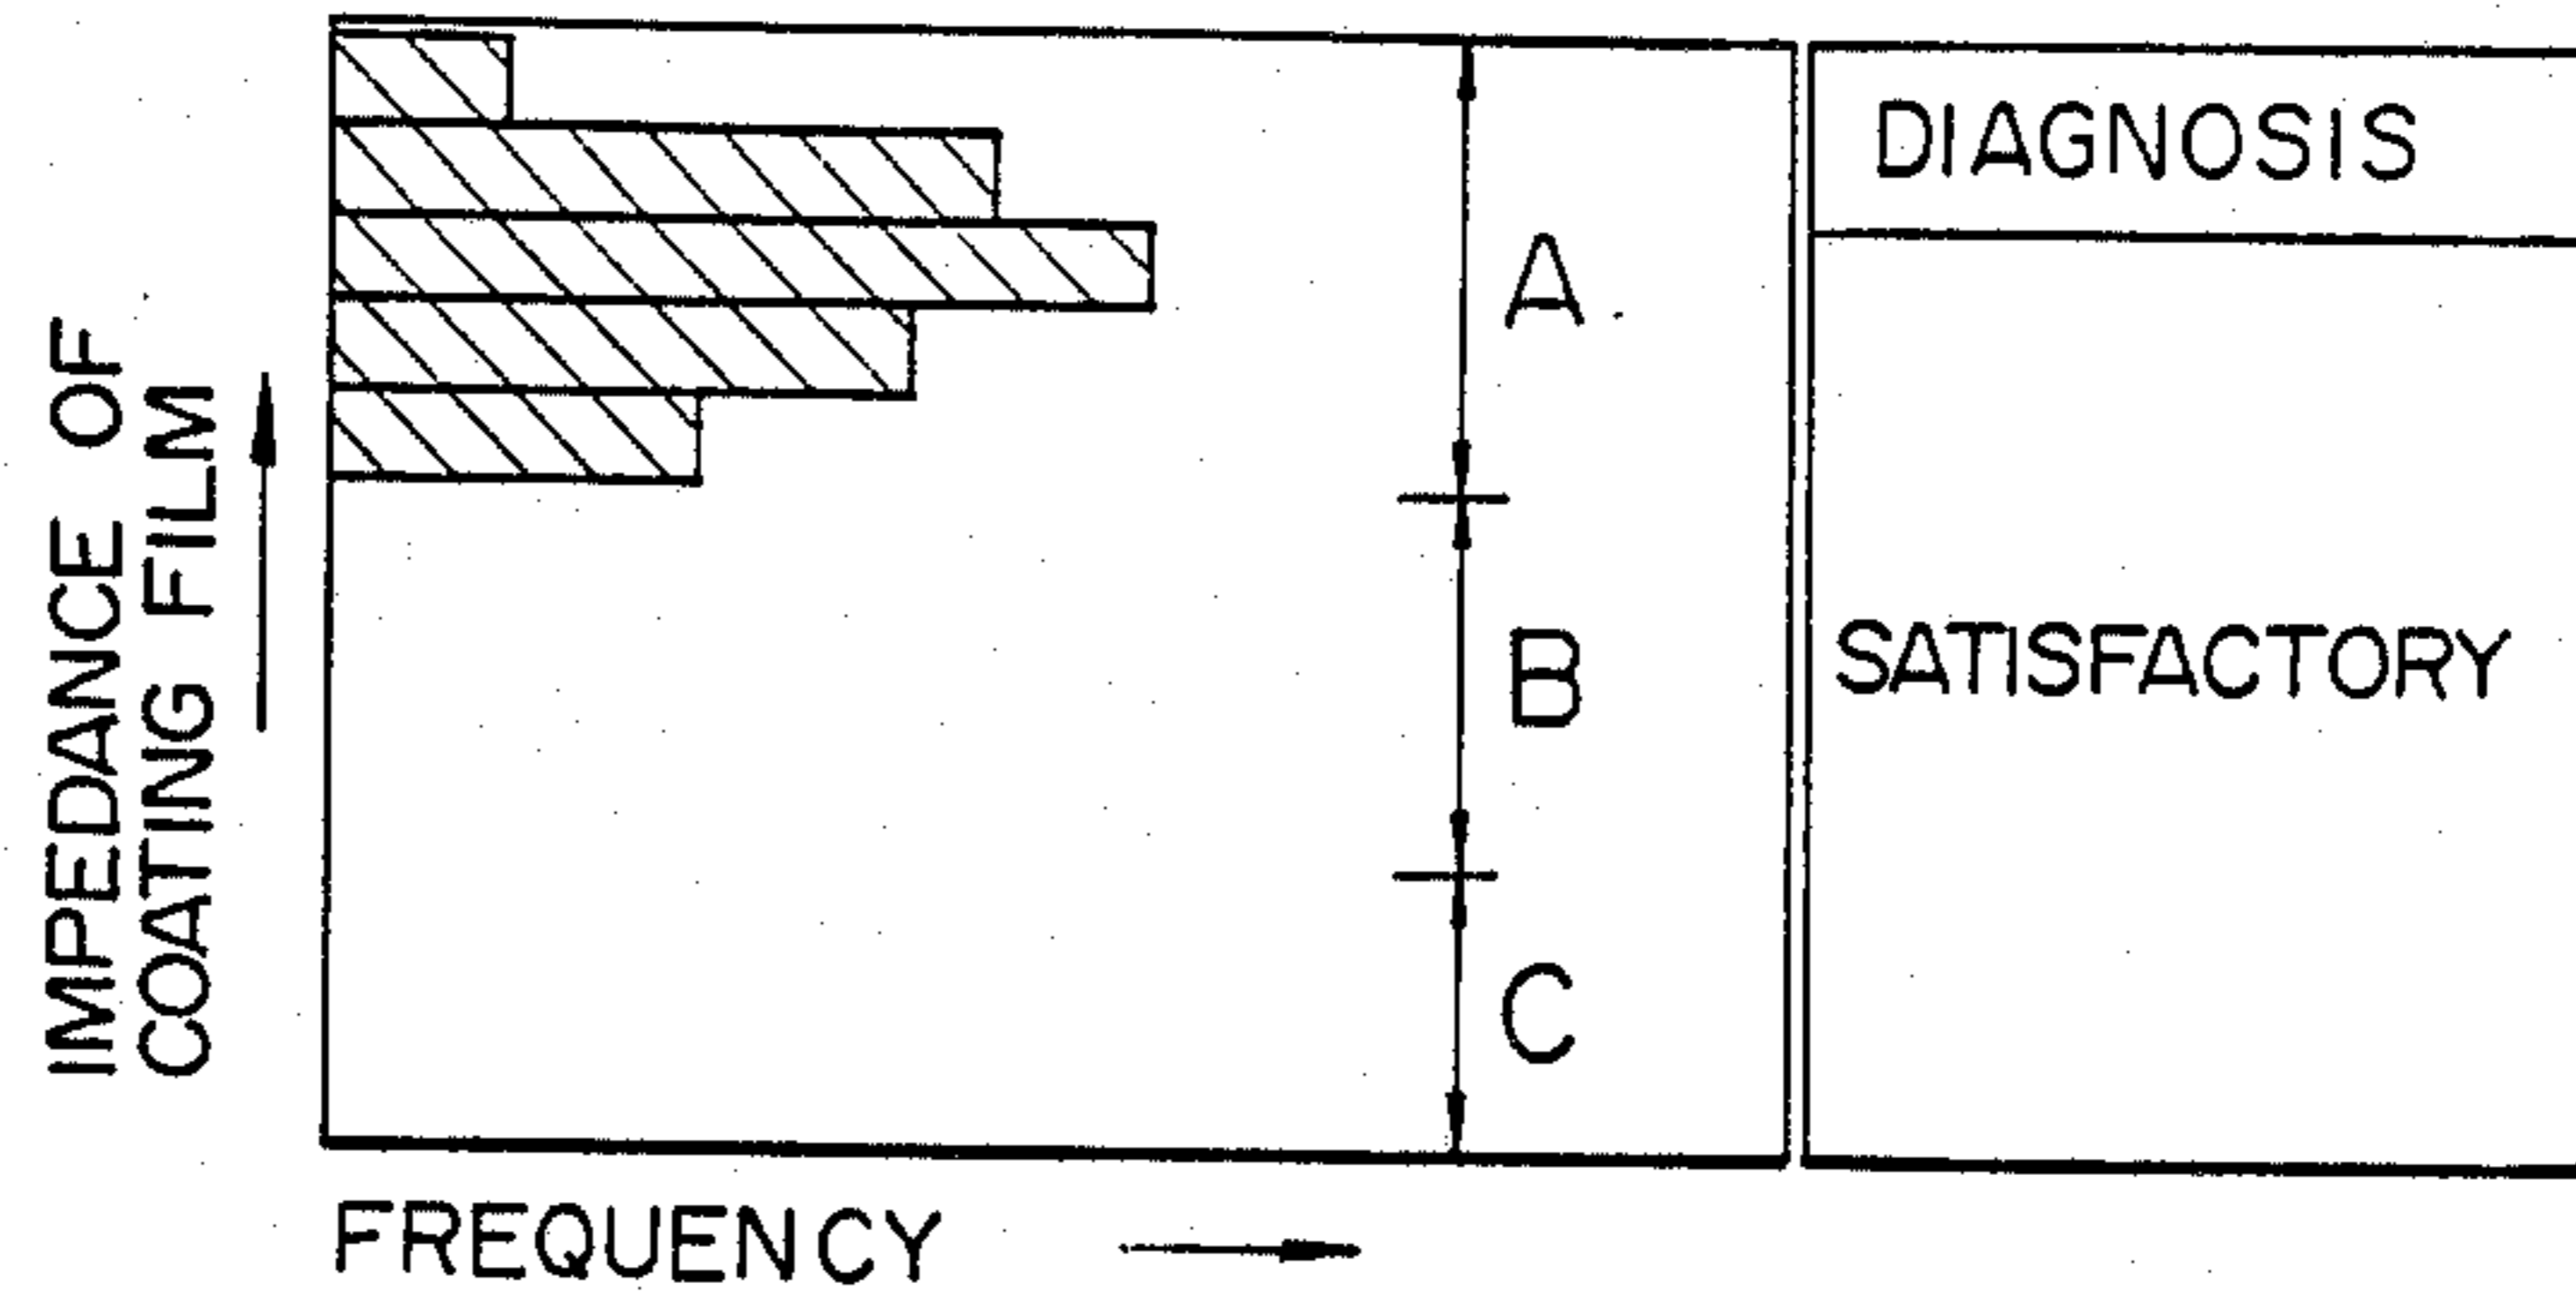 IMPEDANCE OF
COATING FILM
A
B
C
FREQUENCY
DIAGNOSIS
SATISFACTORY